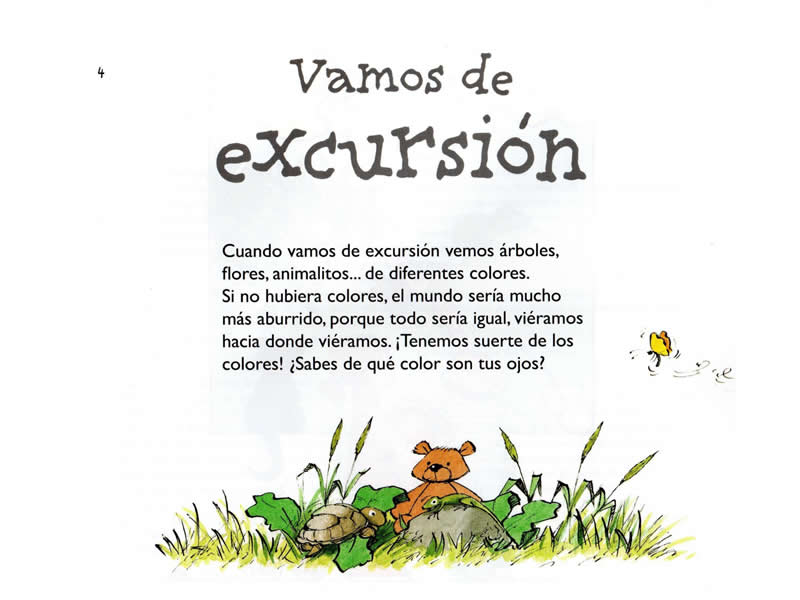 4
Vamos de
excursión
Cuando vamos de excursión vemos árboles,
flores, animalitos... de diferentes colores.
Si no hubiera colores, el mundo sería mucho
más aburrido, porque todo sería igual, viéramos
hacia donde viéramos. ¡Tenemos suerte de los
colores! ¿Sabes de qué color son tus ojos?